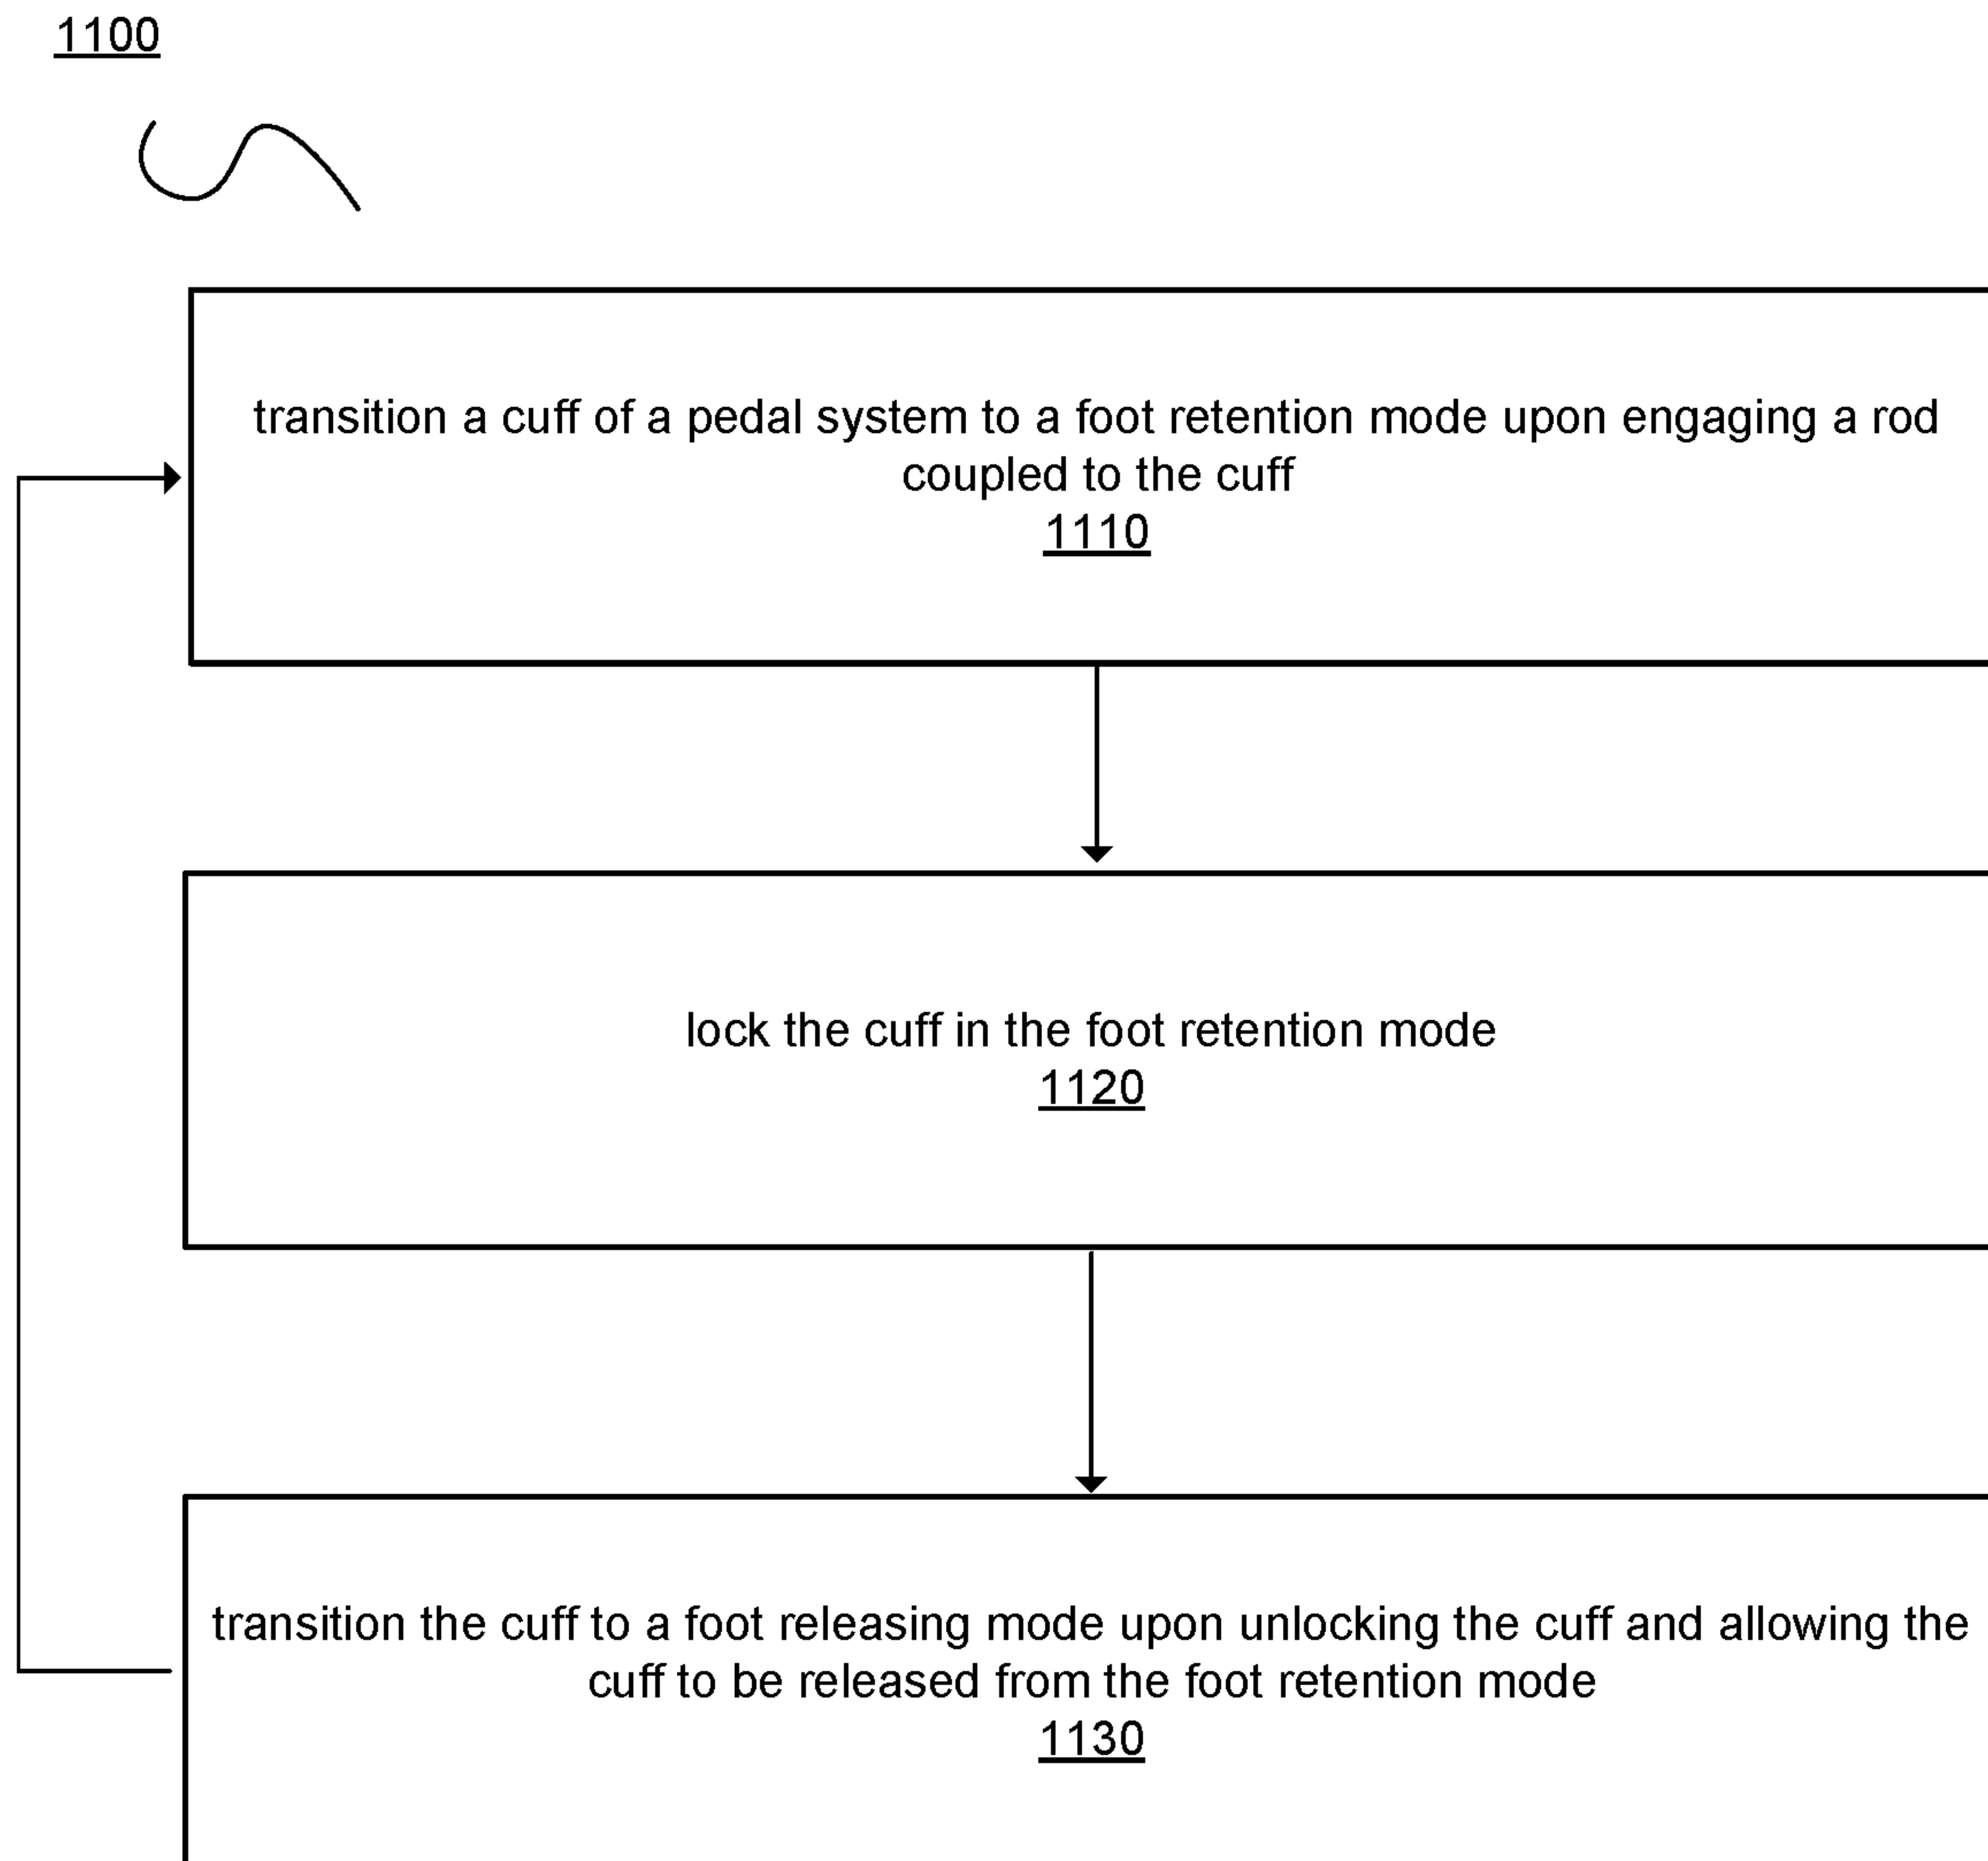 1100
transition a cuff of a pedal system to a foot retention mode upon engaging a rod
coupled to the cuff
1110
lock the cuff in the foot retention mode
1120
transition the cuff to a foot releasing mode upon unlocking the cuff and allowing the
cuff to be released from the foot retention mode
1130